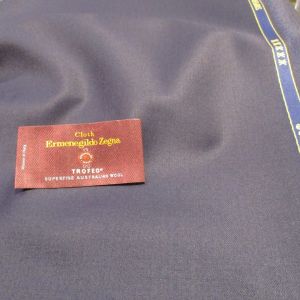 Cloth
Ermenegildo Zegna
TROFEO®
SUPERFINE AUSTRALIAN WOOL